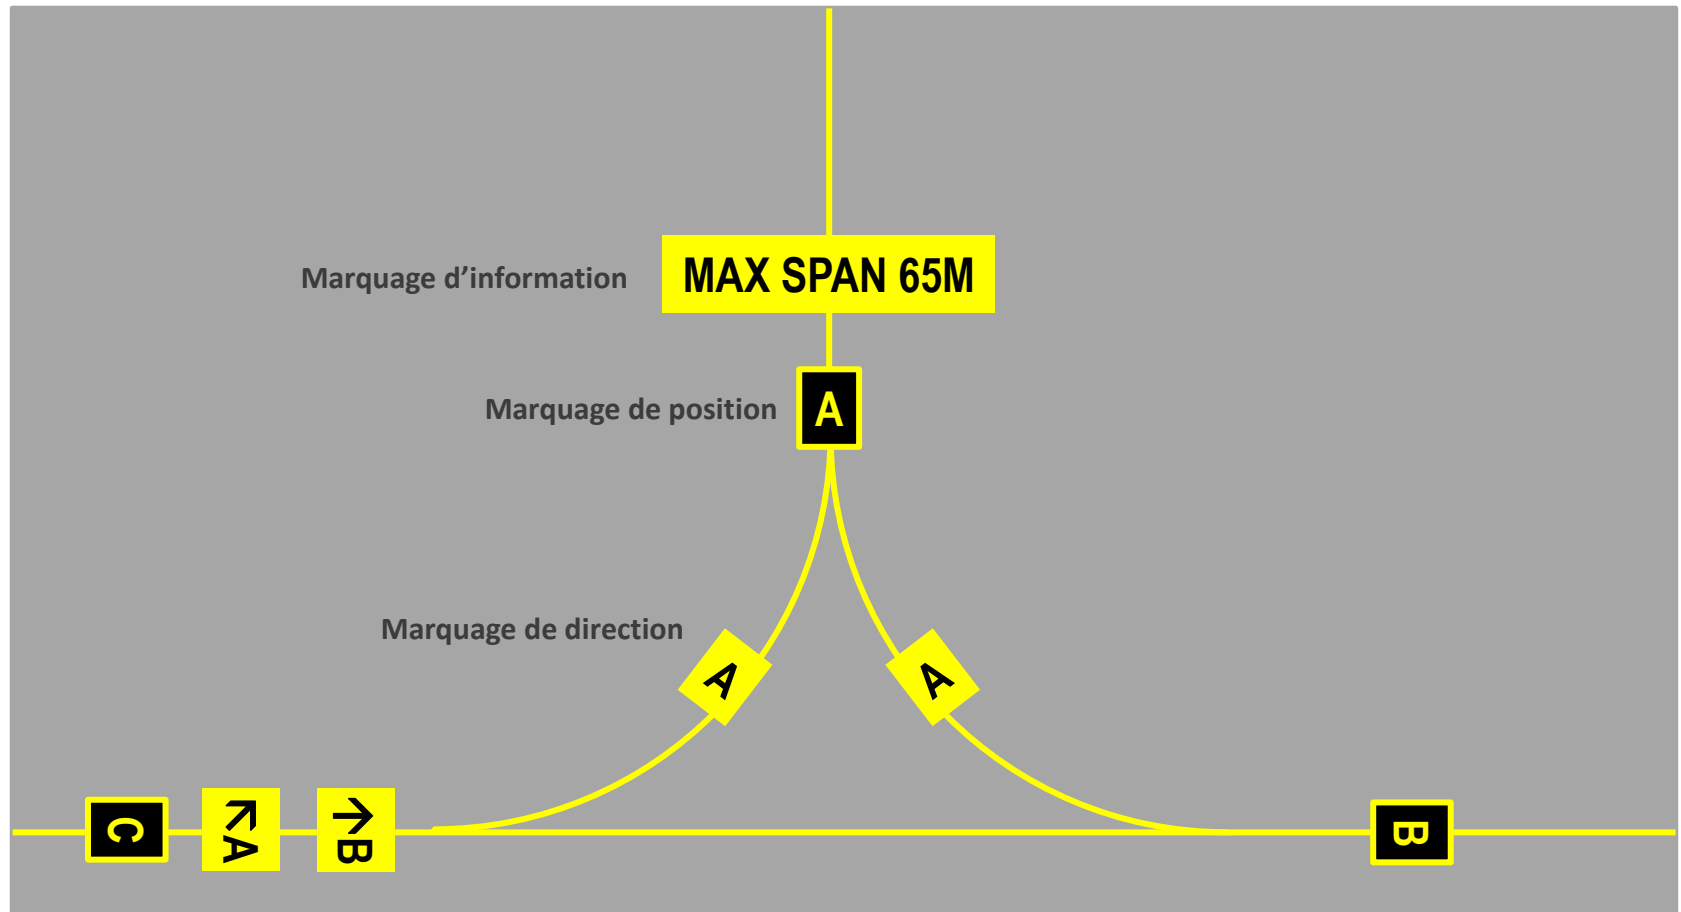 Marquage d’information
MAX SPAN 65M
Marquage de position
A
Marquage de direction
A
A
C
A
B
B